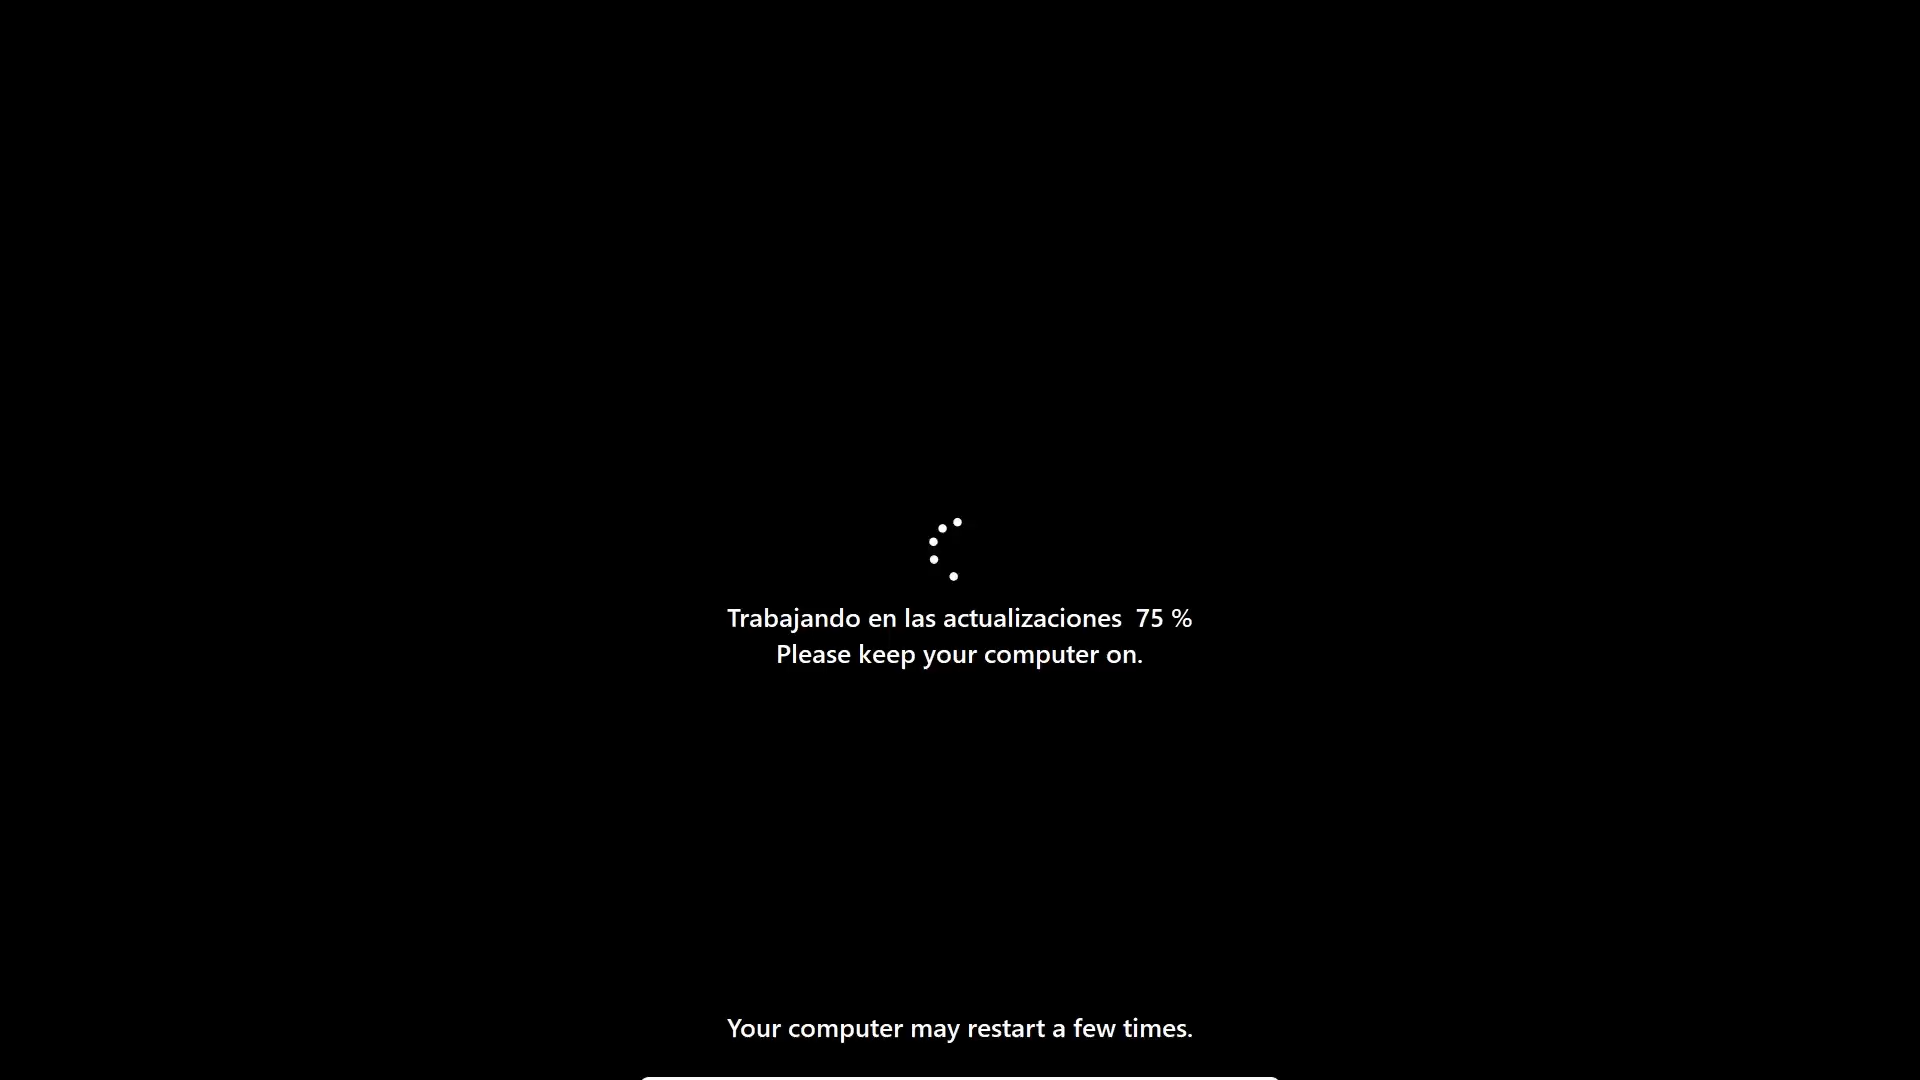 Trabajando en las actualizaciones  75 %
Please keep your computer on.
Your computer may restart a few times.